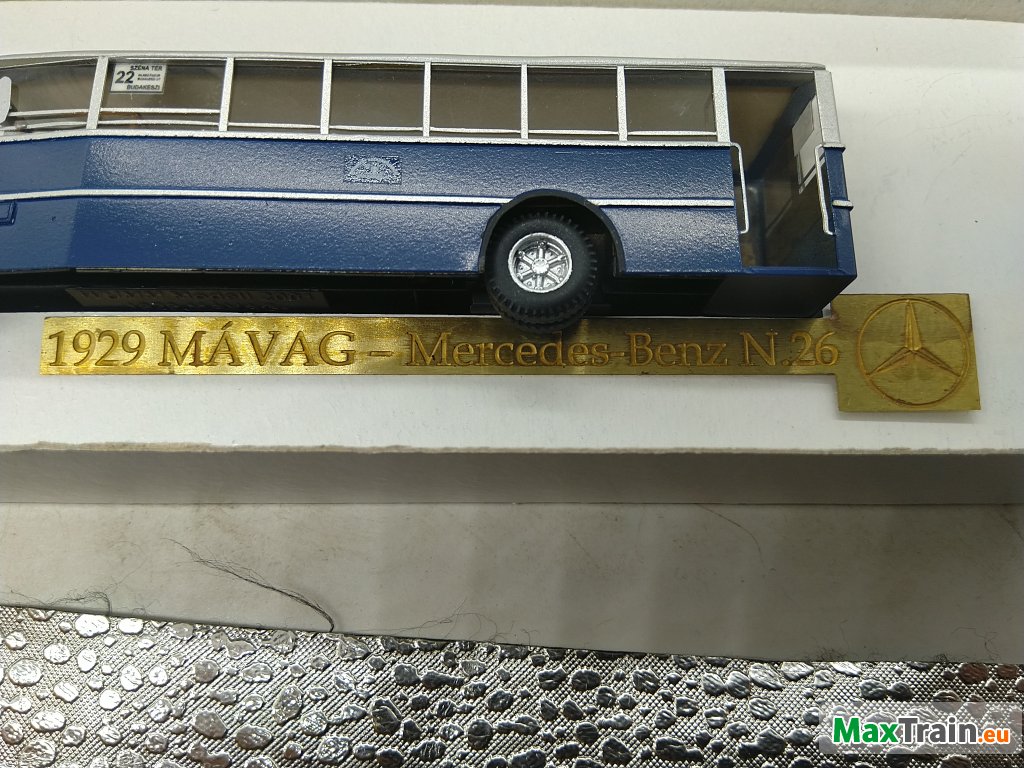 SZÉNA TÉR
22
BUDAKESZI
1929 MÁVAG – Mercedes-Benz N.26
MaxTrain.eu